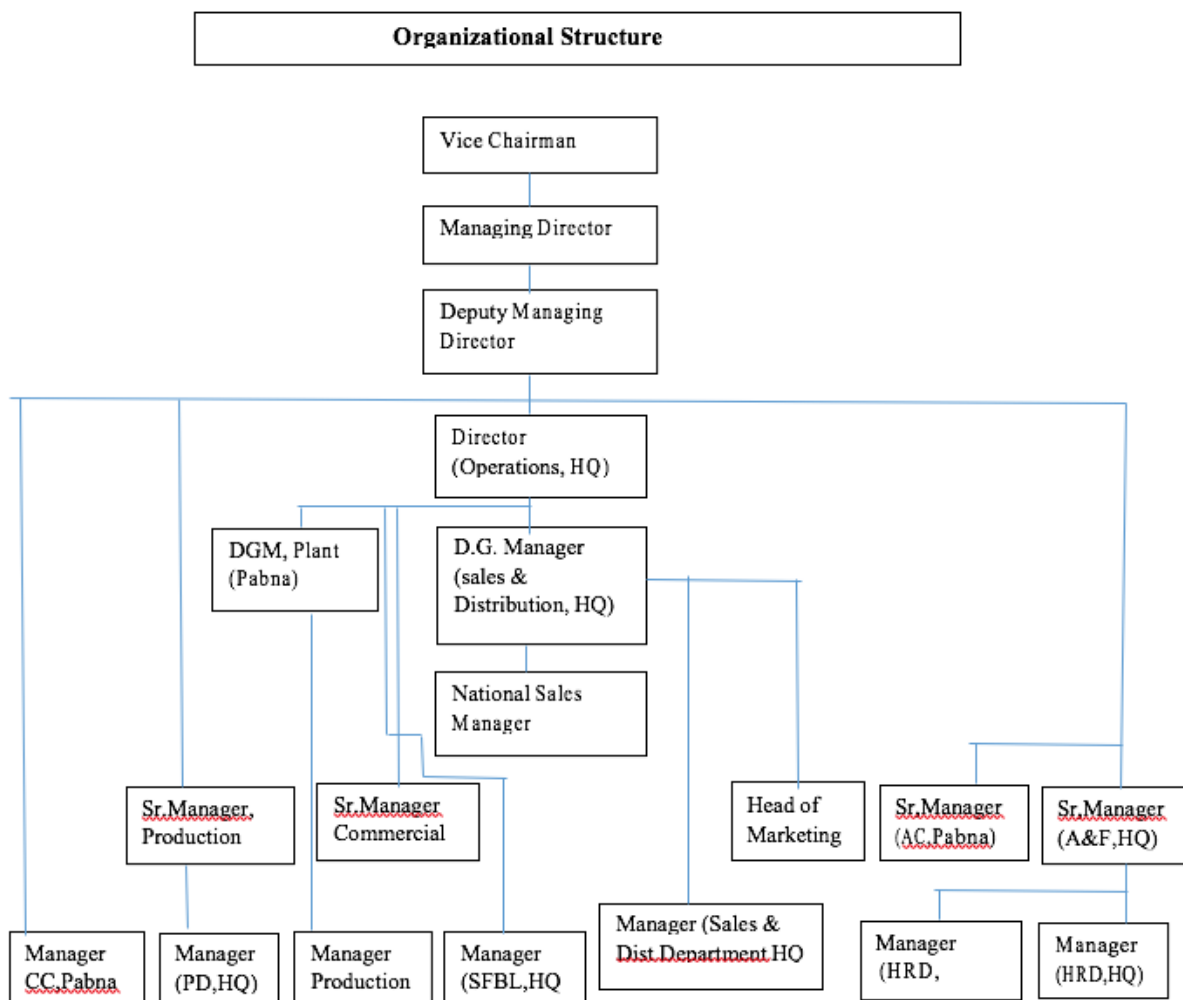 Organizational Structure
Vice Chairman
Managing Director
Deputy Managing
Director
Director
(Operations, HQ)
DGM, Plant
(Pabna)
D.G. Manager
(sales &
Distribution, HQ)
National Sales
Manager
Sr.Manager,
Production
Sr.Manager
Commercial
Head of
Marketing
Sr.Manager
(AC,Pabna)
Sr,Manager
(A&F,HQ)
Manager
CC,Pabna
Manager
(PD,HQ)
Manager
Production
Manager
(SFBL,HQ
Manager (Sales &
Dist.Department HQ
Manager
(HRD,
Manager
(HRD,HQ)